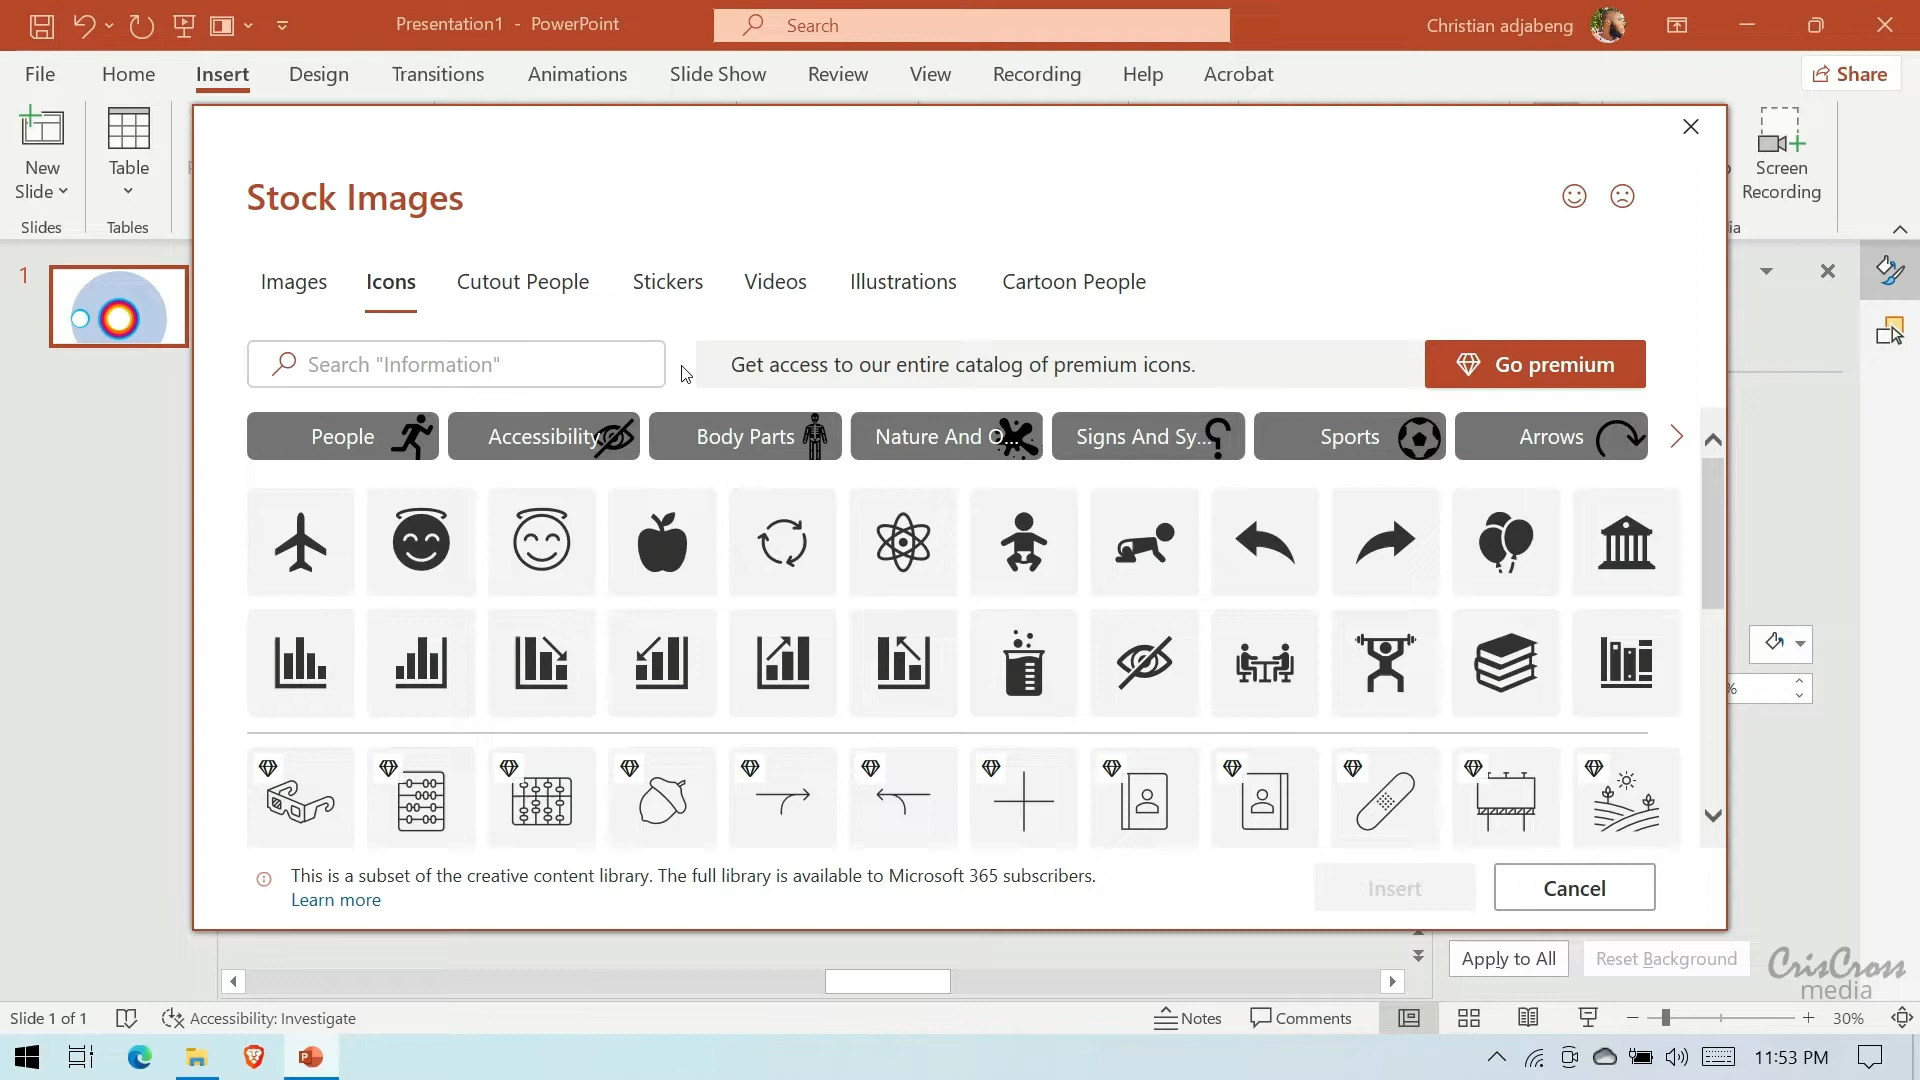 Presentation1 - PowerPoint
Search
Christian adjabeng
File Home Insert Design Transitions Animations Slide Show Review View Recording Help Acrobat
Share
New
Slide
Table
Screen
Recording
Slides
Tables
ia
Stock Images
Images Icons Cutout People Stickers Videos Illustrations Cartoon People
1
Search "Information"
Get access to our entire catalog of premium icons.
Go premium
People Accessibility Body Parts Nature And O... Signs And Sy... Sports Arrows
%
This is a subset of the creative content library. The full library is available to Microsoft 365 subscribers.
Learn more
Insert
Cancel
Apply to All
Reset Background
CrisCross
media
Slide 1 of 1
Accessibility: Investigate
Notes
Comments
30%
11:53 PM